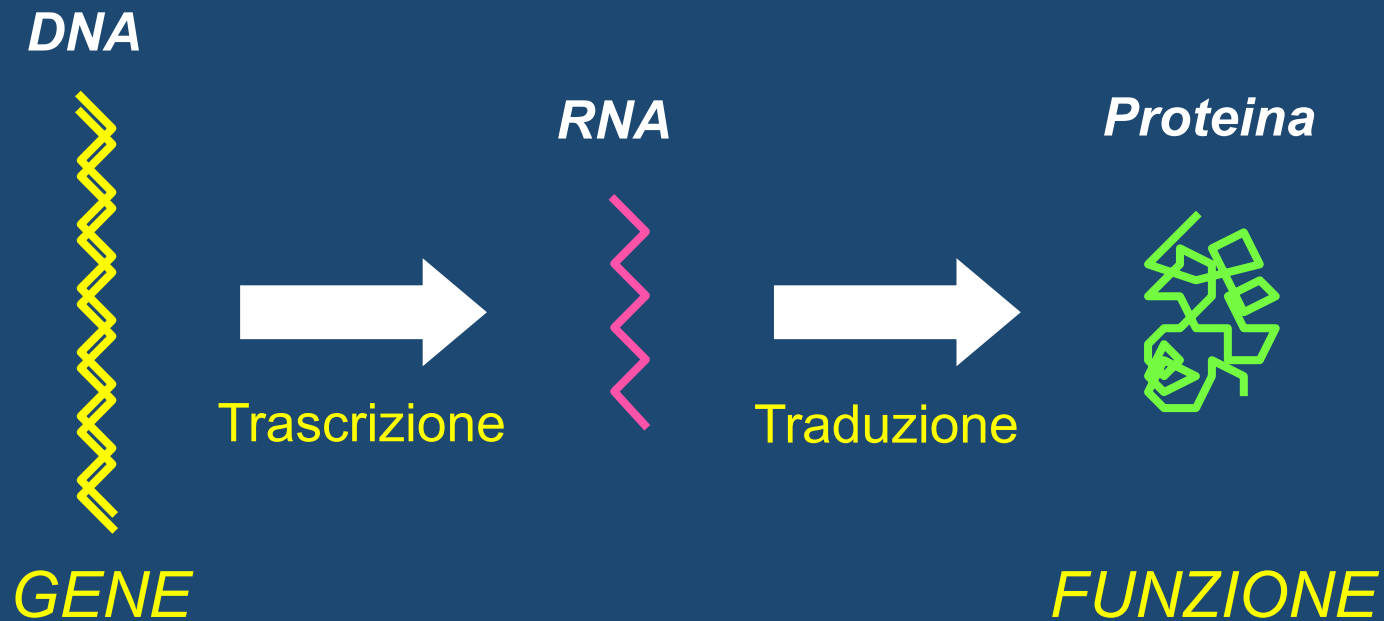 DNA
RNA
Proteina
Trascrizione
Traduzione
GENE
FUNZIONE